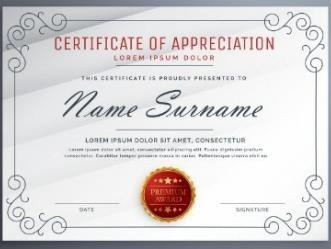 CERTIFICATE OF APPRECIATION
LOREM IPSUM DOLOR
THIS CERTIFICATE IS PROUDLY PRESENTED TO
Name Surname
LOREM IPSUM DOLOR SIT AMET, CONSECTETUR
PREMIUM
AWARD
DATE
SIGNATURE